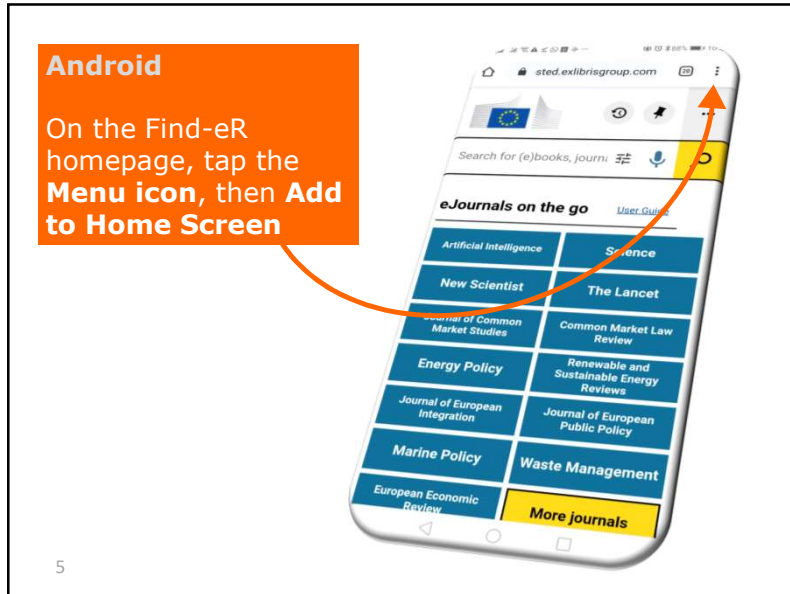 Android
On the Find-eR
homepage, tap the
Menu icon, then Add
to Home Screen
sted.exlibrisgroup.com
Search for (e)books, journ
eJournals on the go
User Guide
Artificial Intelligence
Science
New Scientist
The Lancet
Journal of Common
Market Studies
Common Market Law
Review
Energy Policy
Renewable and
Sustainable Energy
Reviews
Journal of European
Integration
Journal of European
Public Policy
Marine Policy
Waste Management
European Economic
Review
More journals
5